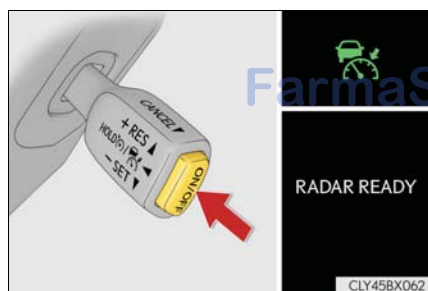 CANCEL
+ RES
HOLD(+)/
− SET
ON/OFF
FarmaS
RADAR READY
CLY45BX062